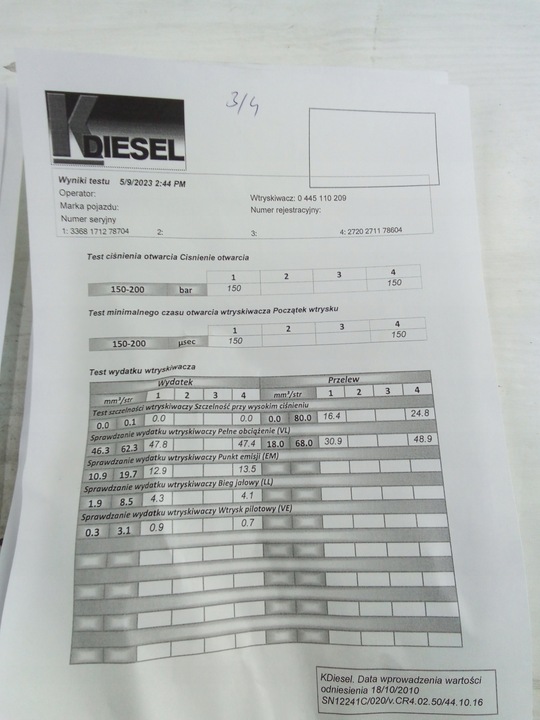 3/4
KDIESEL
Wyniki testu 5/9/2023 2:44 PM
Operator:
Wtryskiwacz: 0 445 110 209
Marka pojazdu:
Numer rejestracyjny:
Numer seryjny
1: 3368 1712 78704 2: 3: 4: 2720 2711 78604
Test ciśnienia otwarcia Cisnienie otwarcia
1 2 3 4
150-200 bar 150 150
Test minimalnego czasu otwarcia wtryskiwacza Początek wtrysku
1 2 3 4
150-200 µsec 150 150
Test wydatku wtryskiwacza
Wydatek Przelew
mm³/str 1 2 3 4 mm³/str 1 2 3 4
Test szczelności wtryskiwaczy Szczelność przy wysokim ciśnieniu
0.0 0.1 0.0 0.0 0.0 80.0 16.4 24.8
Sprawdzanie wydatku wtryskiwaczy Pełne obciążenie (VL)
46.3 62.3 47.8 47.4 18.0 68.0 30.9 48.9
Sprawdzanie wydatku wtryskiwaczy Punkt emisji (EM)
10.9 19.7 12.9 13.5
Sprawdzanie wydatku wtryskiwaczy Bieg jałowy (LL)
1.9 8.5 4.3 4.1
Sprawdzanie wydatku wtryskiwaczy Wtrysk pilotowy (VE)
0.3 3.1 0.9 0.7
KDiesel. Data wprowadzenia wartości
odniesienia 18/10/2010
SN12241C/020/v.CR4.02.50/44.10.16